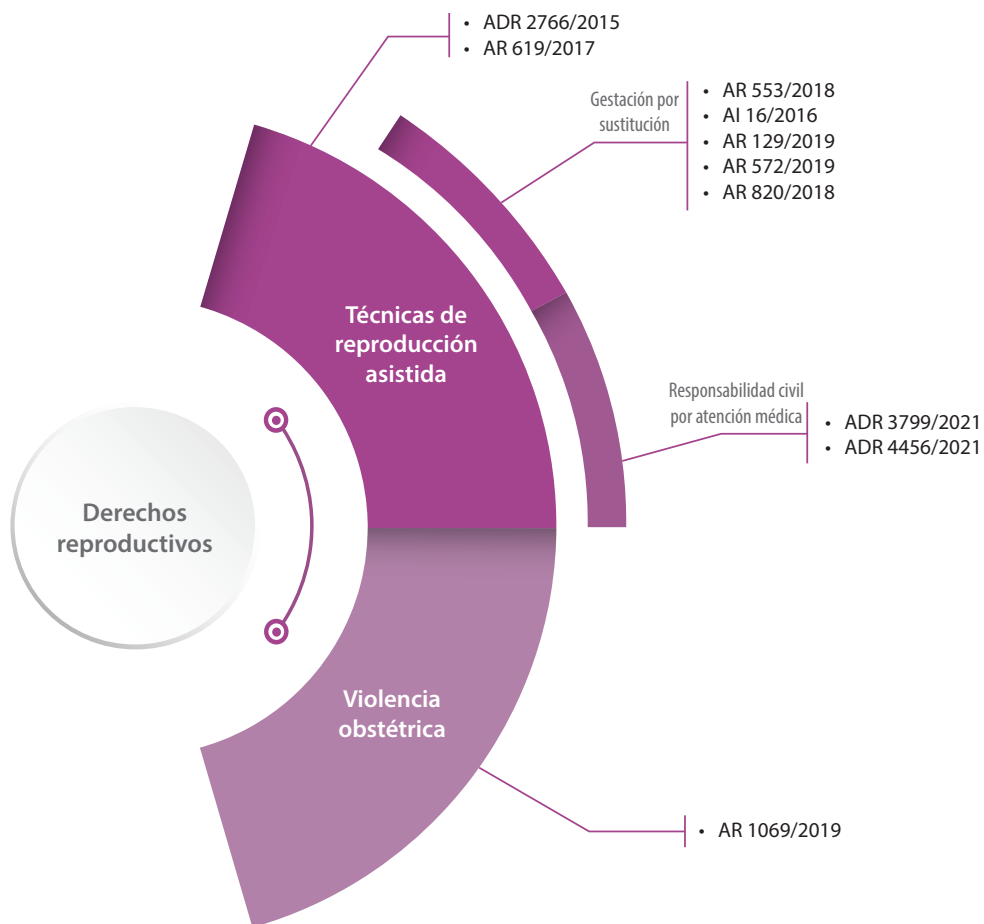 • ADR 2766/2015
• AR 619/2017
Gestación por
sustitución
• AR 553/2018
• AI 16/2016
• AR 129/2019
• AR 572/2019
• AR 820/2018
Técnicas de
reproducción
asistida
Responsabilidad civil
por atención médica
• ADR 3799/2021
• ADR 4456/2021
Derechos
reproductivos
Violencia
obstétrica
• AR 1069/2019